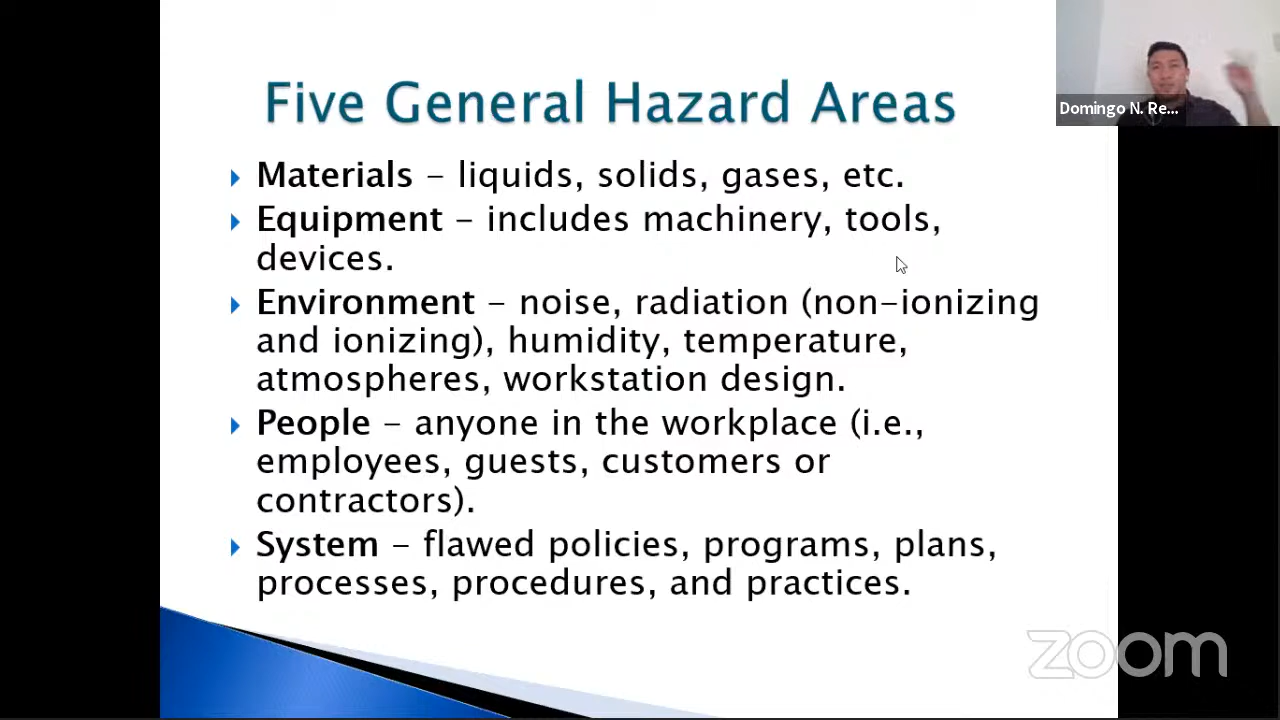 Five General Hazard Areas
Domingo N. Re...
Materials – liquids, solids, gases, etc.
Equipment – includes machinery, tools,
devices.
Environment – noise, radiation (non-ionizing
and ionizing), humidity, temperature,
atmospheres, workstation design.
People – anyone in the workplace (i.e.,
employees, guests, customers or
contractors).
System – flawed policies, programs, plans,
processes, procedures, and practices.
zoom